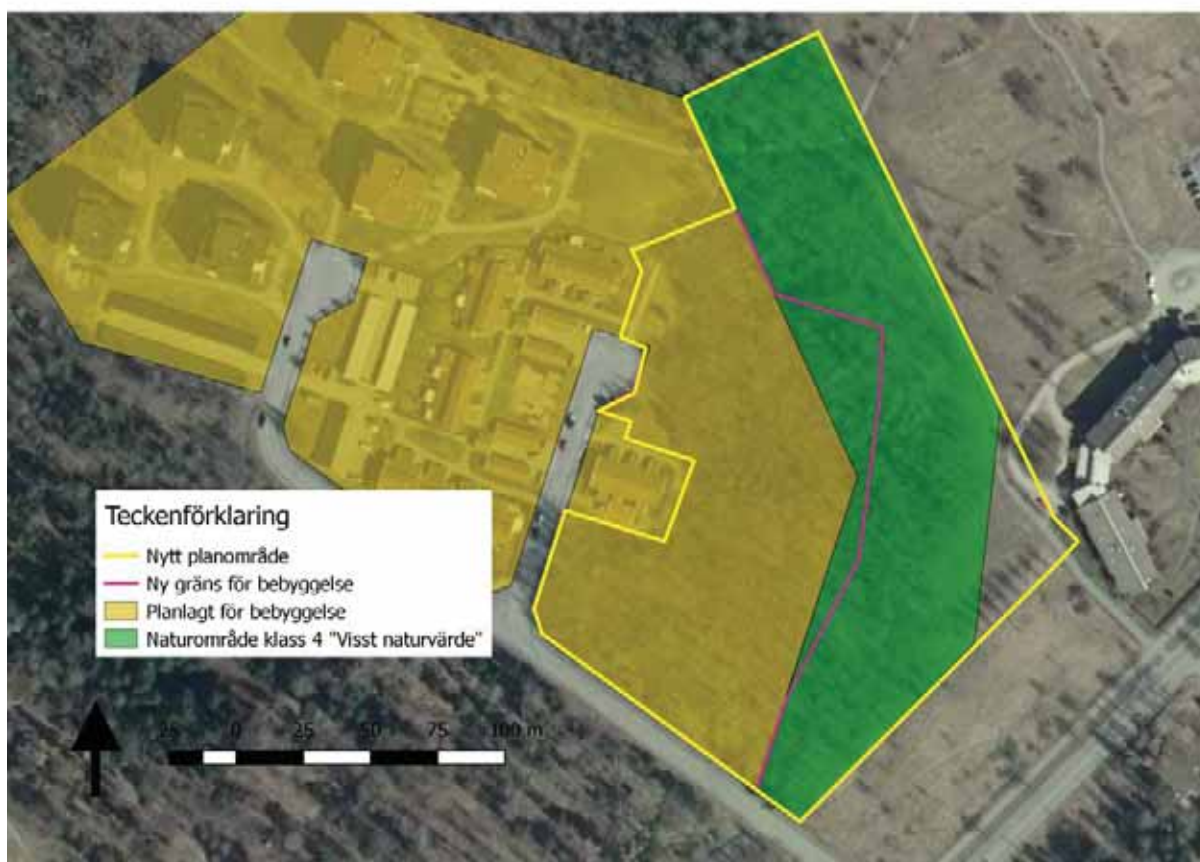 Teckenförklaring
Nytt planområde
Ny gräns för bebyggelse
Planlagt för bebyggelse
Naturområde klass 4 "Visst naturvärde"
25 0 25 50 75 100 m